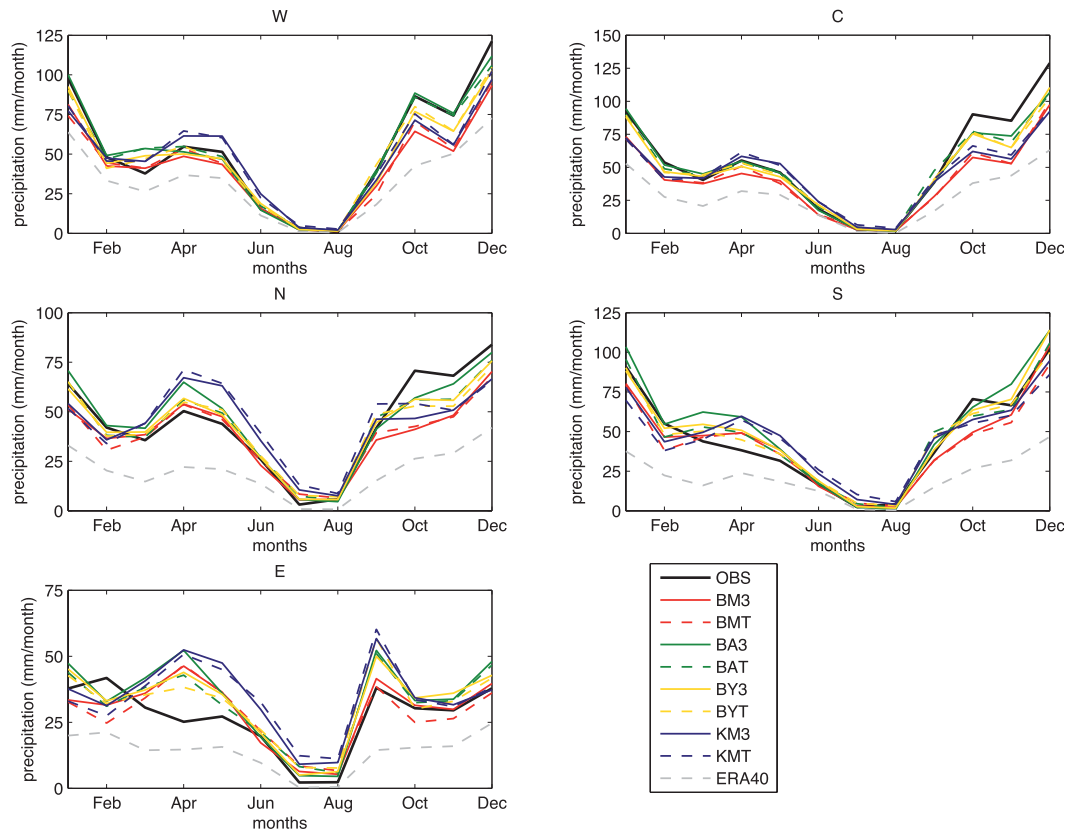 W
125
100
75
50
25
0
precipitation (mm/month)
Feb Apr Jun Aug Oct Dec
months
C
150
125
100
75
50
25
0
precipitation (mm/month)
Feb Apr Jun Aug Oct Dec
months
N
100
75
50
25
0
precipitation (mm/month)
Feb Apr Jun Aug Oct Dec
months
S
125
100
75
50
25
0
precipitation (mm/month)
Feb Apr Jun Aug Oct Dec
months
E
75
50
25
0
precipitation (mm/month)
Feb Apr Jun Aug Oct Dec
months
OBS
BM3
BMT
BA3
BAT
BY3
BYT
KM3
KMT
ERA40